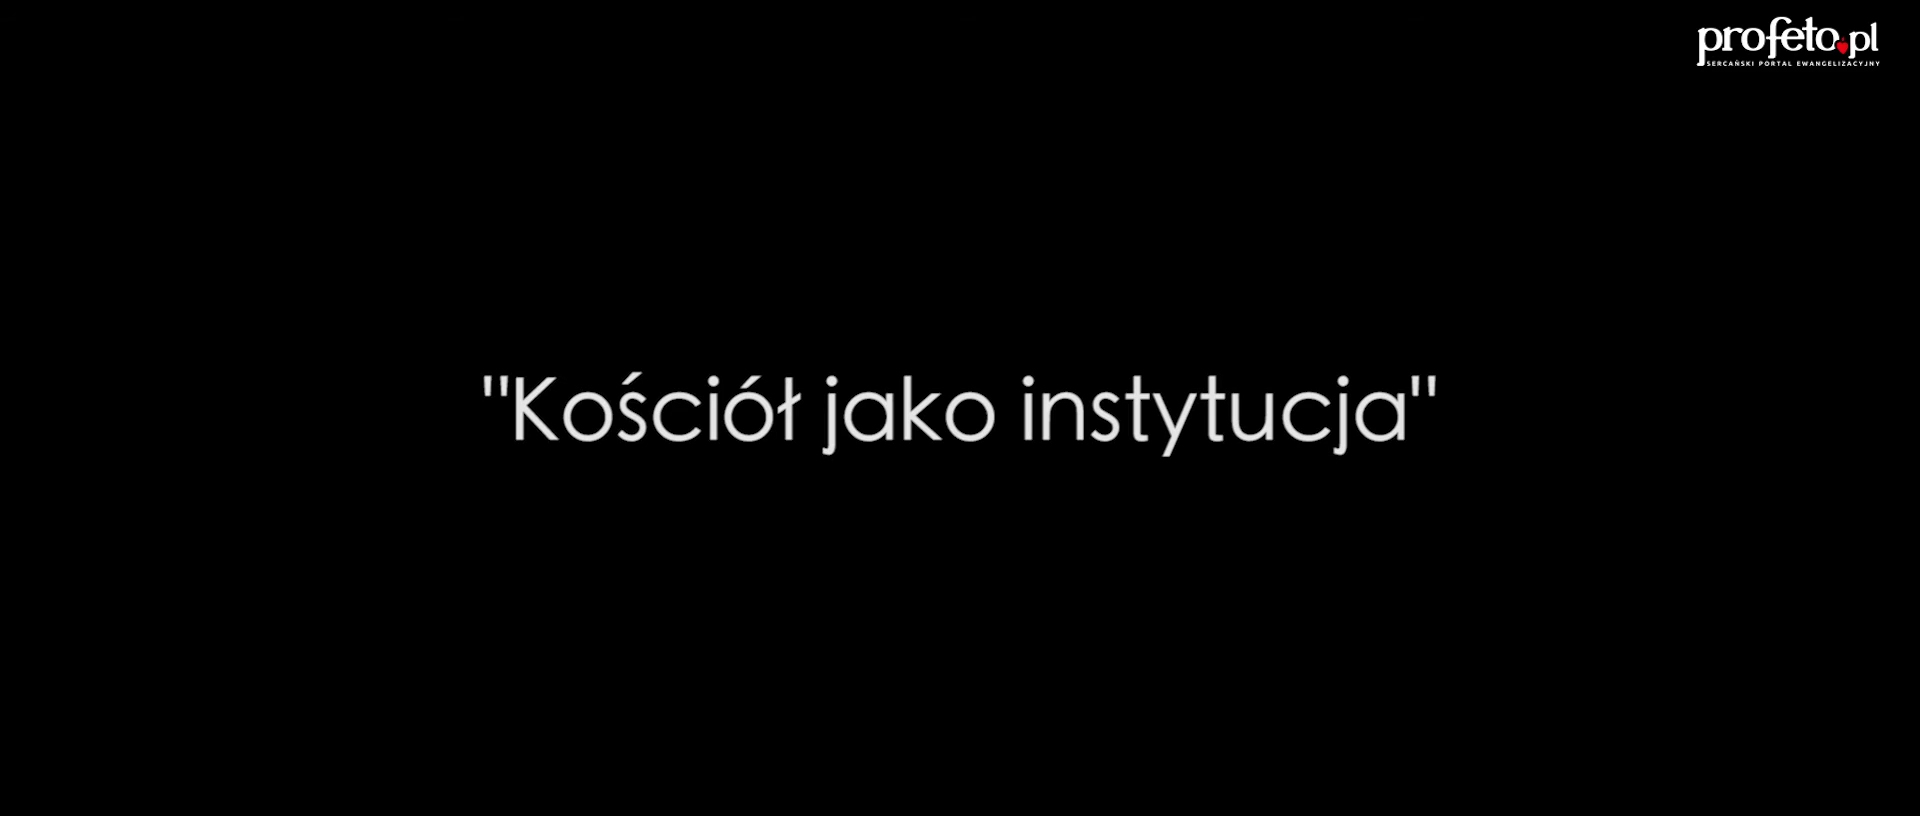 profeto.pl
SERCAŃSKI PORTAL EWANGELIZACYJNY
"Kościół jako instytucja"